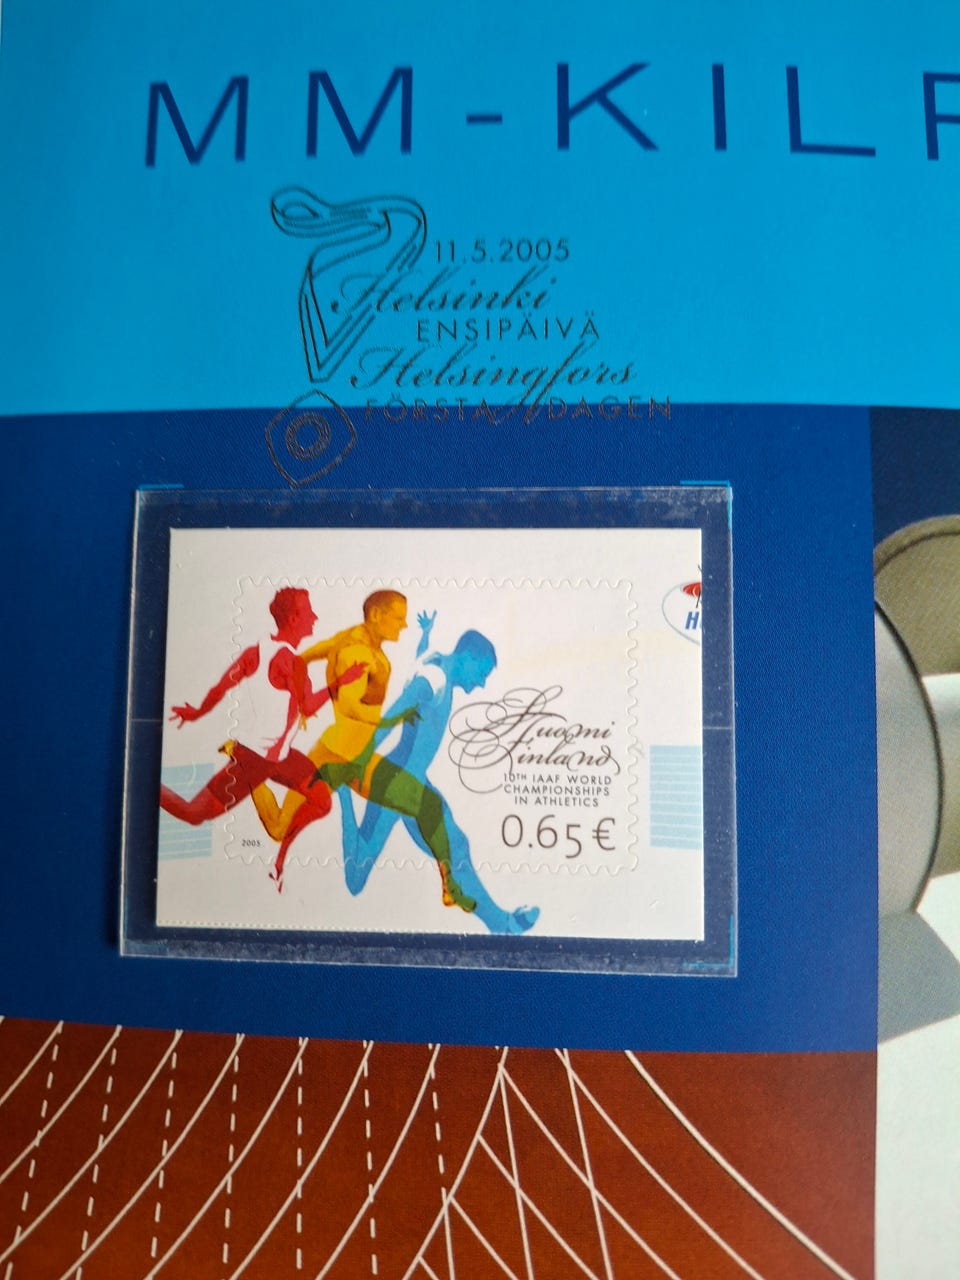 MM-KIL
11.5.2005
Helsinki
ENSIPÄIVÄ
Helsingfors
FÖRSTA DAGEN
H
Suomi
Finland
10TH IAAF WORLD
CHAMPIONSHIPS
IN ATHLETICS
0.65€
2005